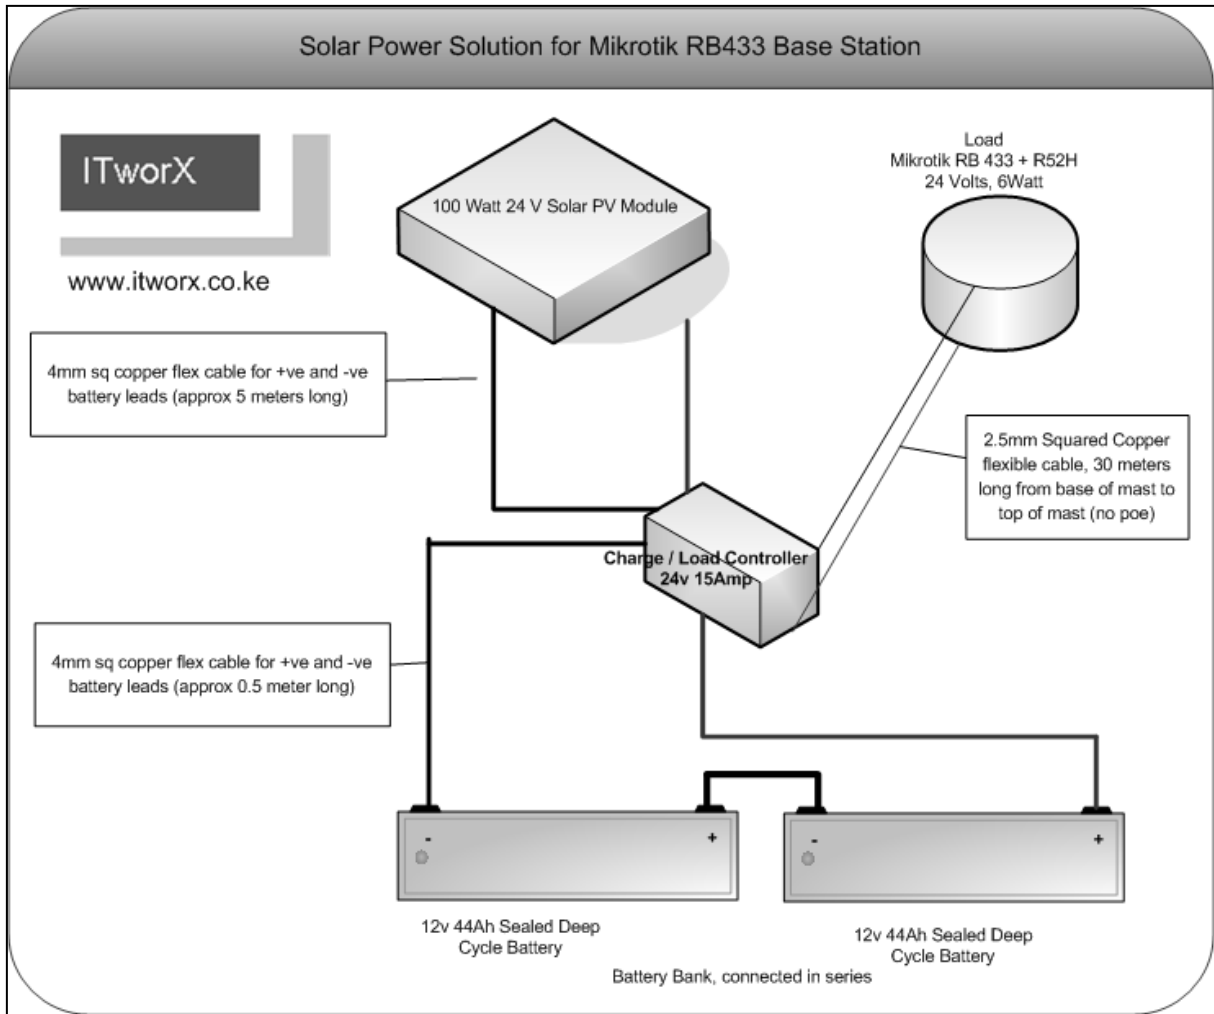 Solar Power Solution for Mikrotik RB433 Base Station
ITworX
www.itworx.co.ke
100 Watt 24 V Solar PV Module
Load
Mikrotik RB 433 + R52H
24 Volts, 6Watt
4mm sq copper flex cable for +ve and -ve
battery leads (approx 5 meters long)
2.5mm Squared Copper
flexible cable, 30 meters
long from base of mast to
top of mast (no poe)
Charge / Load Controller
24v 15Amp
4mm sq copper flex cable for +ve and -ve
battery leads (approx 0.5 meter long)
- +
- +
12v 44Ah Sealed Deep
Cycle Battery
12v 44Ah Sealed Deep
Cycle Battery
Battery Bank, connected in series